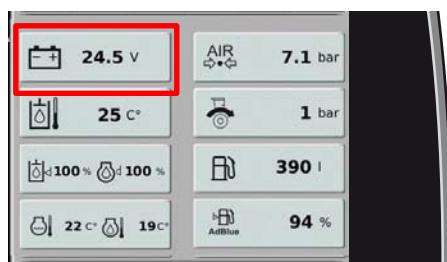 24.5 V
AIR 7.1 bar
25 C°
1 bar
100 % 100 %
390 l
22 C° 19C°
AdBlue 94 %